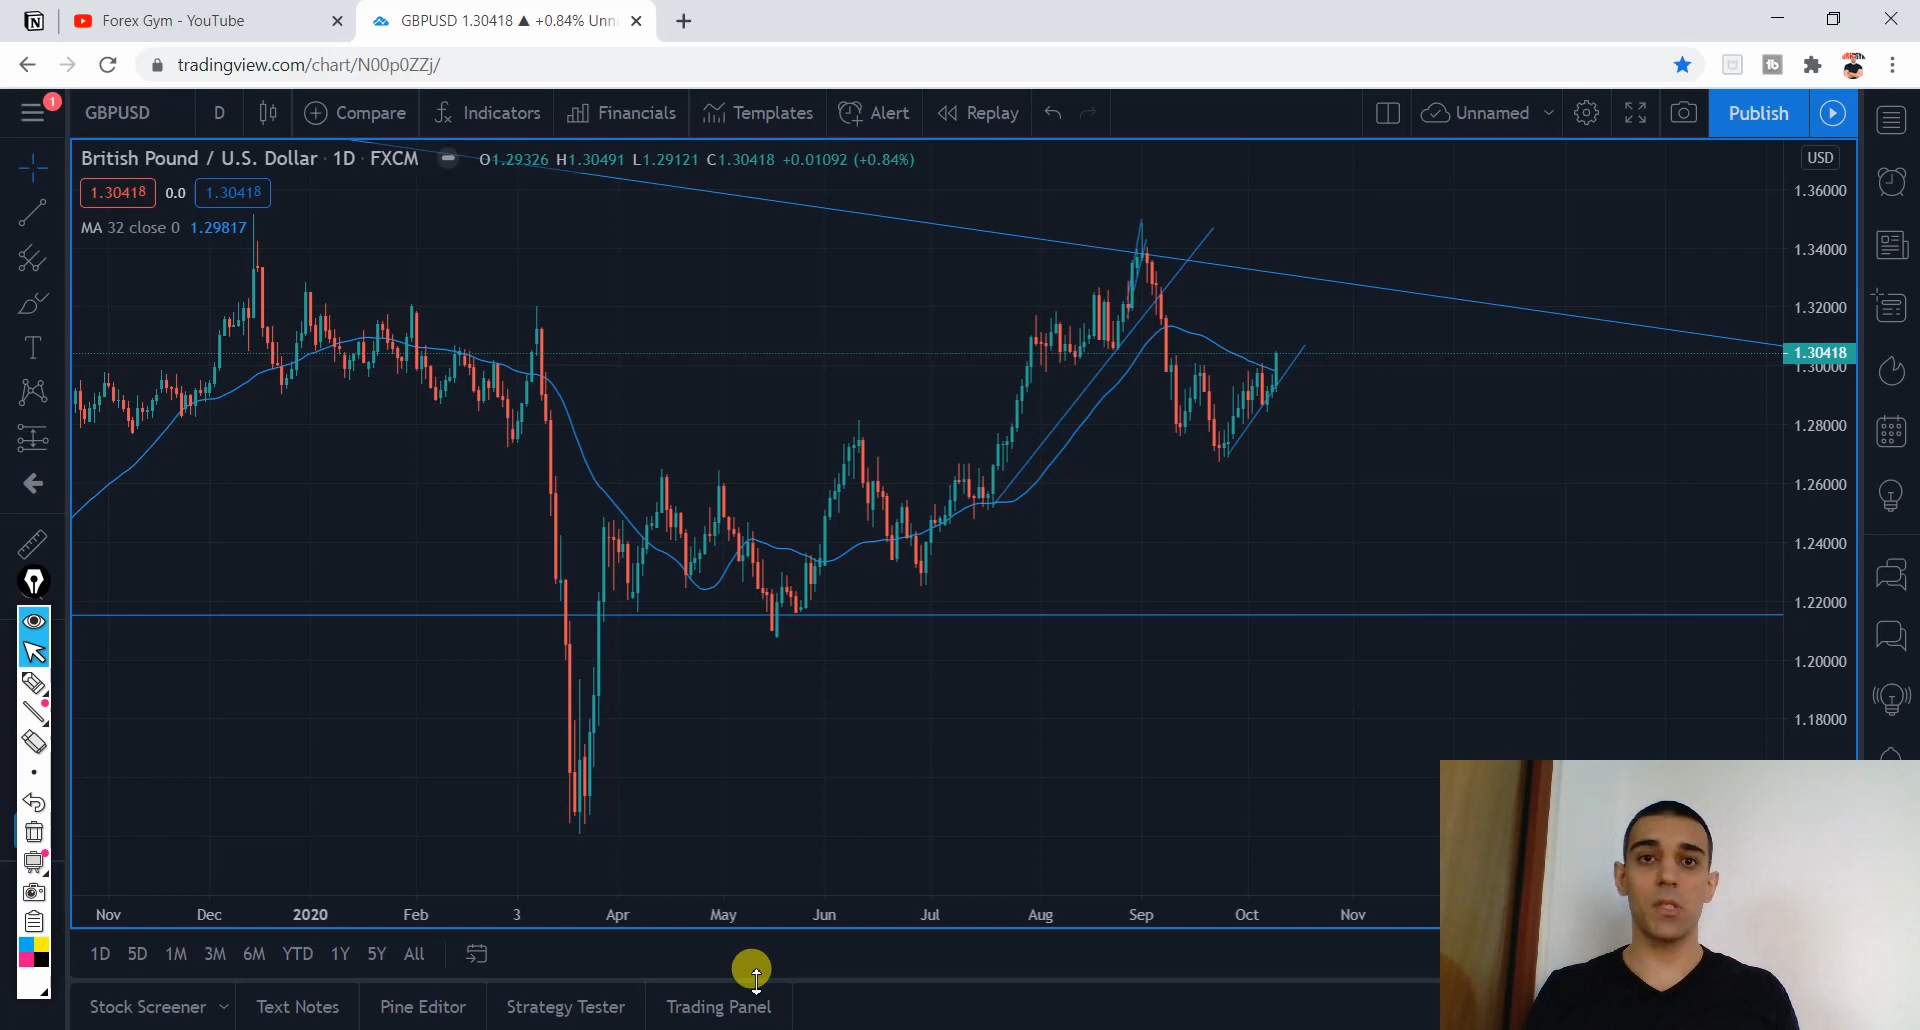 Forex Gym - YouTube
GBPUSD 1.30418 ▲ +0.84% Unn
tradingview.com/chart/N00p0ZZj/
1
GBPUSD D Compare Indicators Financials Templates Alert Replay Unnamed Publish
British Pound / U.S. Dollar · 1D · FXCM O1.29326 H1.30491 L1.29121 C1.30418 +0.01092 (+0.84%)
USD
1.30418 0.0 1.30418
MA 32 close 0 1.29817
1.36000
1.34000
1.32000
1.30418
1.30000
1.28000
1.26000
1.24000
1.22000
1.20000
1.18000
Nov Dec 2020 Feb 3 Apr May Jun Jul Aug Sep Oct Nov
1D 5D 1M 3M 6M YTD 1Y 5Y All
Stock Screener Text Notes Pine Editor Strategy Tester Trading Panel